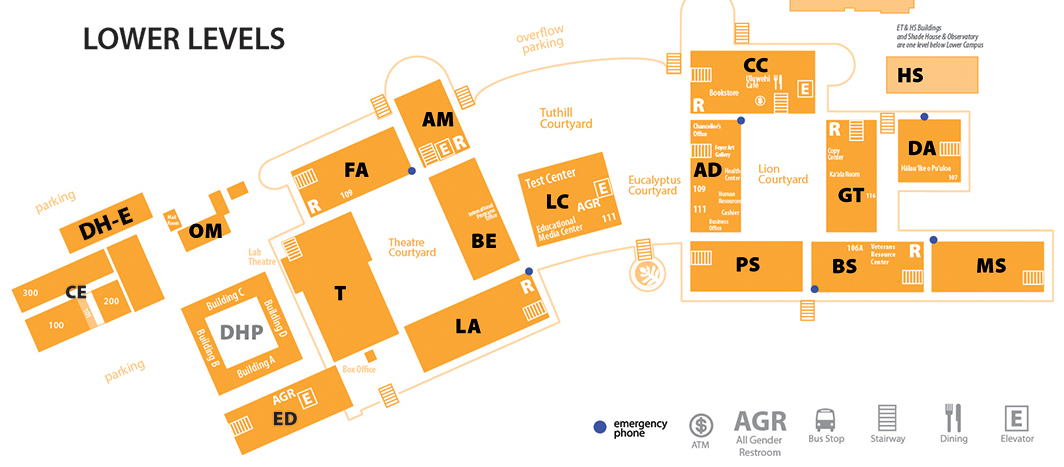 LOWER LEVELS
overflow
parking
ET & HS Buildings
and Shade House & Observatory
are one level below Lower Campus
HS
CC
Uluwehi
Café
Bookstore
E
R
AM
E R
Tuthill
Courtyard
FA
109
R
Chancellor's
Office
Foyer Art
Gallery
AD
Health
Center
109
Human
Resources
111
Cashier
Business
Office
Lion
Courtyard
R
Copy
Center
Ka'ala Room
GT
116
DA
Hālau 'Ike o Pu'uloa
107
Test Center
E
LC
AGR
111
Educational
Media Center
Eucalyptus
Courtyard
International
Programs
Office
BE
Theatre
Courtyard
parking
DH-E
Mail
Room
OM
Lab
Theatre
T
CE
300
200
100
Building C
Building D
DHP
Building B
Building A
parking
Box Office
AGR
E
ED
R
LA
PS
106A
Veterans
Resource
Center
R
BS
MS
emergency
phone
ATM
AGR
All Gender
Restroom
Bus Stop
Stairway
Dining
E
Elevator